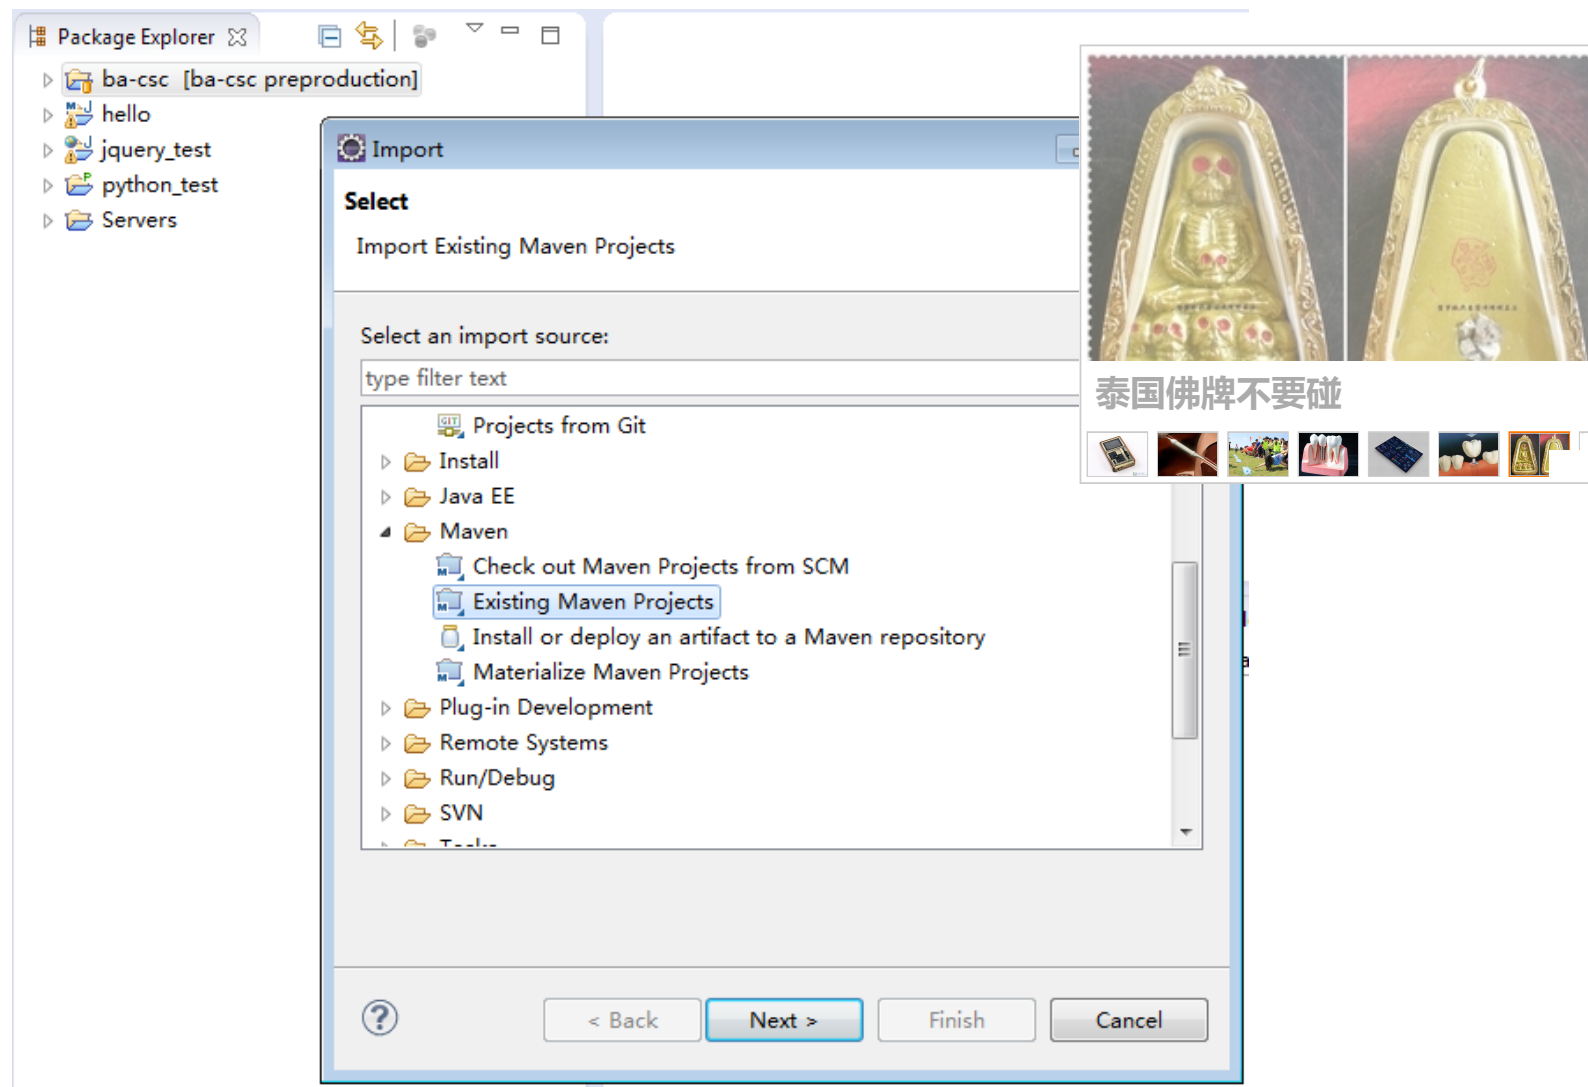 Package Explorer
ba-csc [ba-csc preproduction]
hello
jquery_test
python_test
Servers
Import
Select
Import Existing Maven Projects
Select an import source:
type filter text
Projects from Git
Install
Java EE
Maven
Check out Maven Projects from SCM
Existing Maven Projects
Install or deploy an artifact to a Maven repository
Materialize Maven Projects
Plug-in Development
Remote Systems
Run/Debug
SVN
Tasks
< Back
Next >
Finish
Cancel
泰国佛牌不要碰